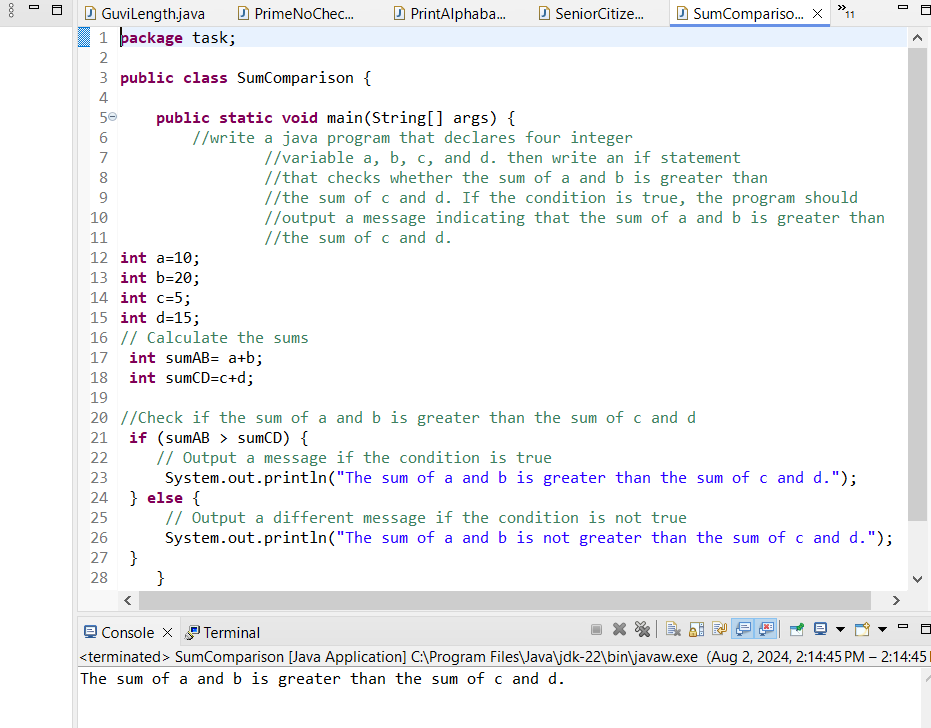 GuviLength.java PrimeNoChec... PrintAlphaba... SeniorCitize... SumCompariso... »11
1 package task;
2
3 public class SumComparison {
4
5 public static void main(String[] args) {
6 //write a java program that declares four integer
7 //variable a, b, c, and d. then write an if statement
8 //that checks whether the sum of a and b is greater than
9 //the sum of c and d. If the condition is true, the program should
10 //output a message indicating that the sum of a and b is greater than
11 //the sum of c and d.
12 int a=10;
13 int b=20;
14 int c=5;
15 int d=15;
16 // Calculate the sums
17 int sumAB= a+b;
18 int sumCD=c+d;
19
20 //Check if the sum of a and b is greater than the sum of c and d
21 if (sumAB > sumCD) {
22 // Output a message if the condition is true
23 System.out.println("The sum of a and b is greater than the sum of c and d.");
24 } else {
25 // Output a different message if the condition is not true
26 System.out.println("The sum of a and b is not greater than the sum of c and d.");
27 }
28 }
Console Terminal
<terminated> SumComparison [Java Application] C:\Program Files\Java\jdk-22\bin\javaw.exe (Aug 2, 2024, 2:14:45 PM – 2:14:45
The sum of a and b is greater than the sum of c and d.